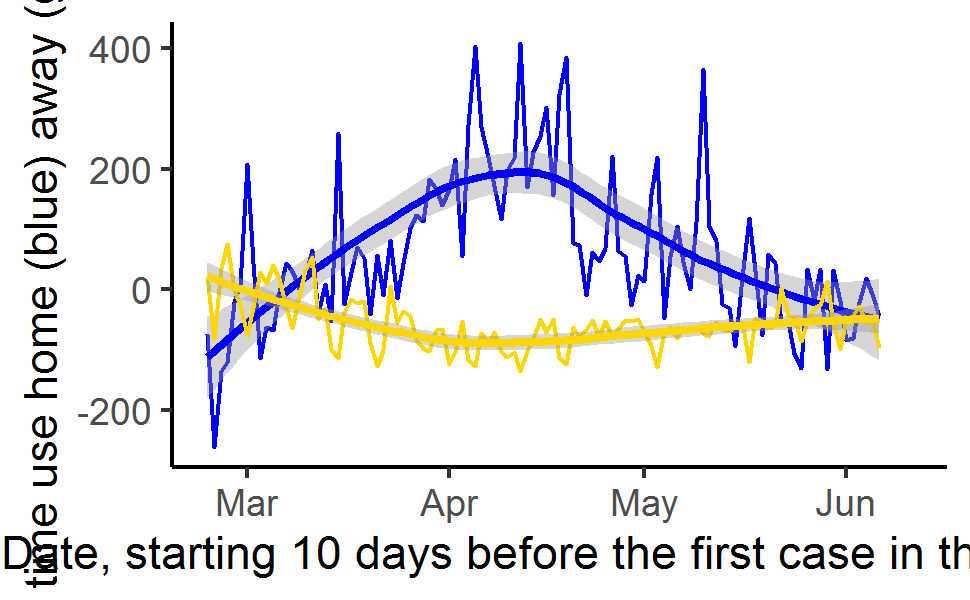 time use home (blue) away (
400
200
0
-200
Mar Apr May Jun
Date, starting 10 days before the first case in th